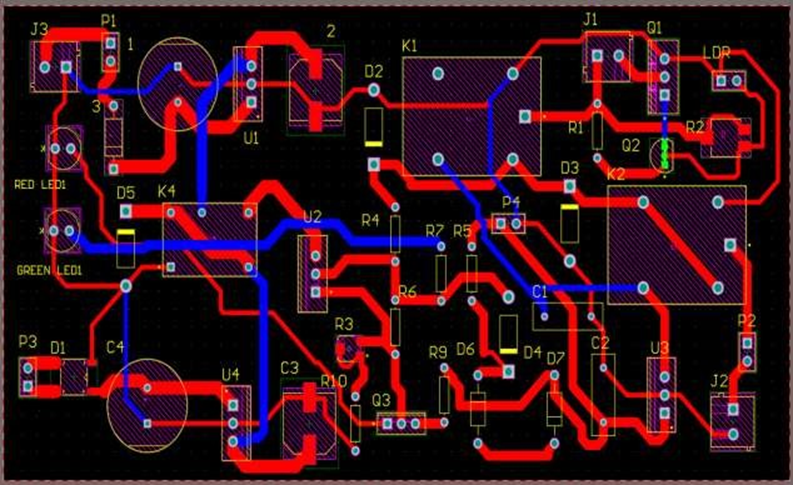 J3
P1
1
2
K1
J1
Q1
LDR
D2
3
U1
R1
R2
Q2
RED LED1
D5
K4
D3
K2
U2
R4
P4
R7
R5
GREEN LED1
R6
C1
P3
D1
C4
R3
P2
U4
C3
R10
R9
D6
D4
D7
C2
U3
J2
Q3